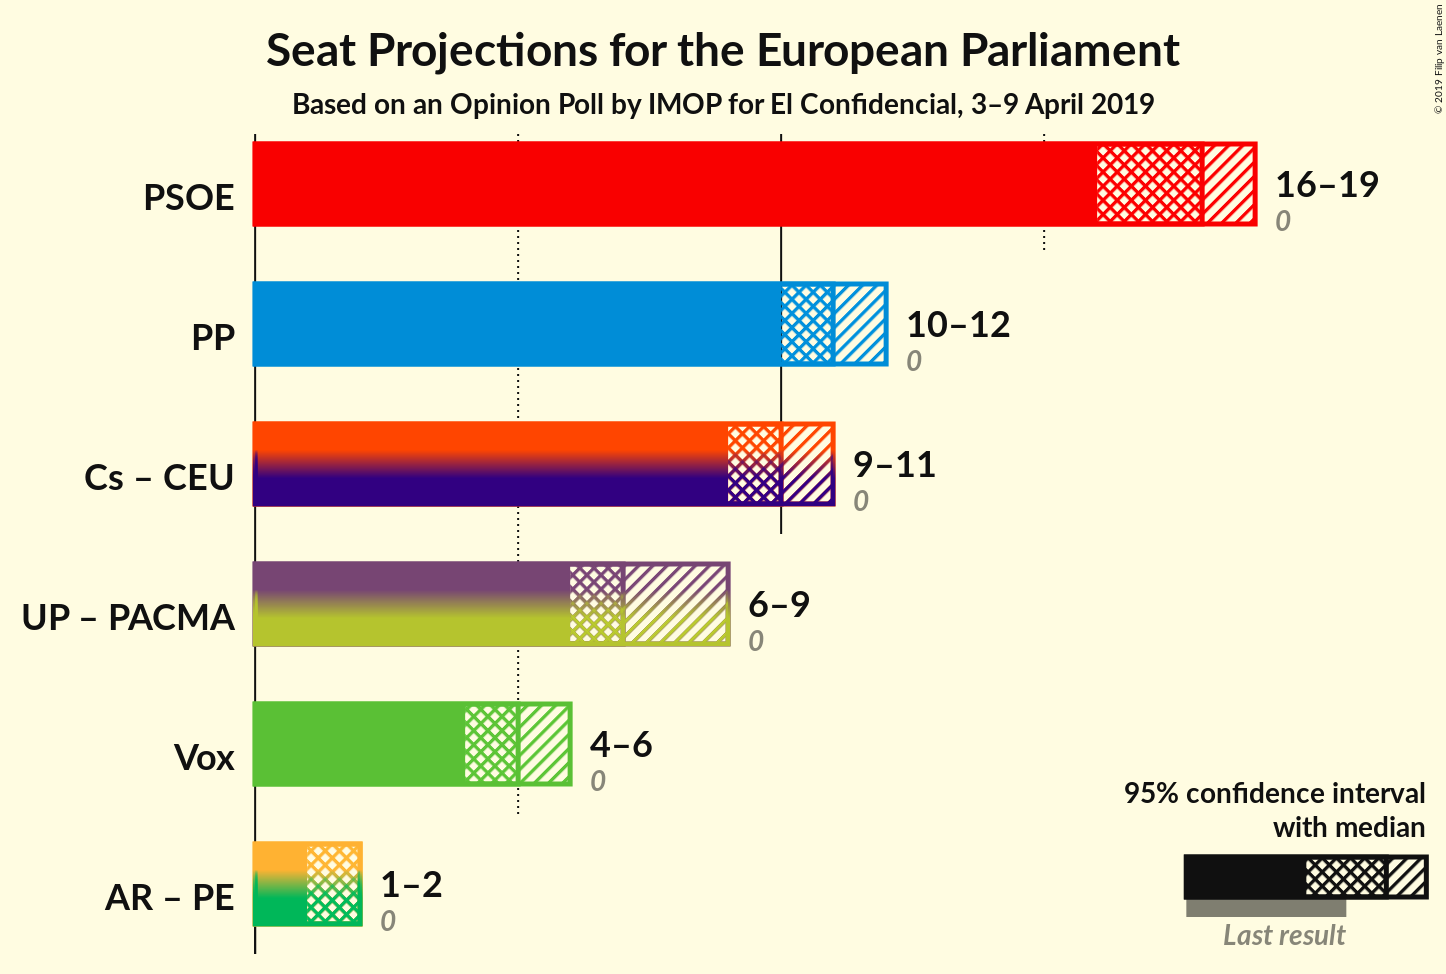 Seat Projections for the European Parliament
Based on an Opinion Poll by IMOP for El Confidencial, 3–9 April 2019
© 2019 Filip van Laenen
PSOE
16–19
0
PP
10–12
0
Cs – CEU
9–11
0
UP – PACMA
6–9
0
Vox
4–6
0
AR – PE
1–2
0
95% confidence interval
with median
Last result